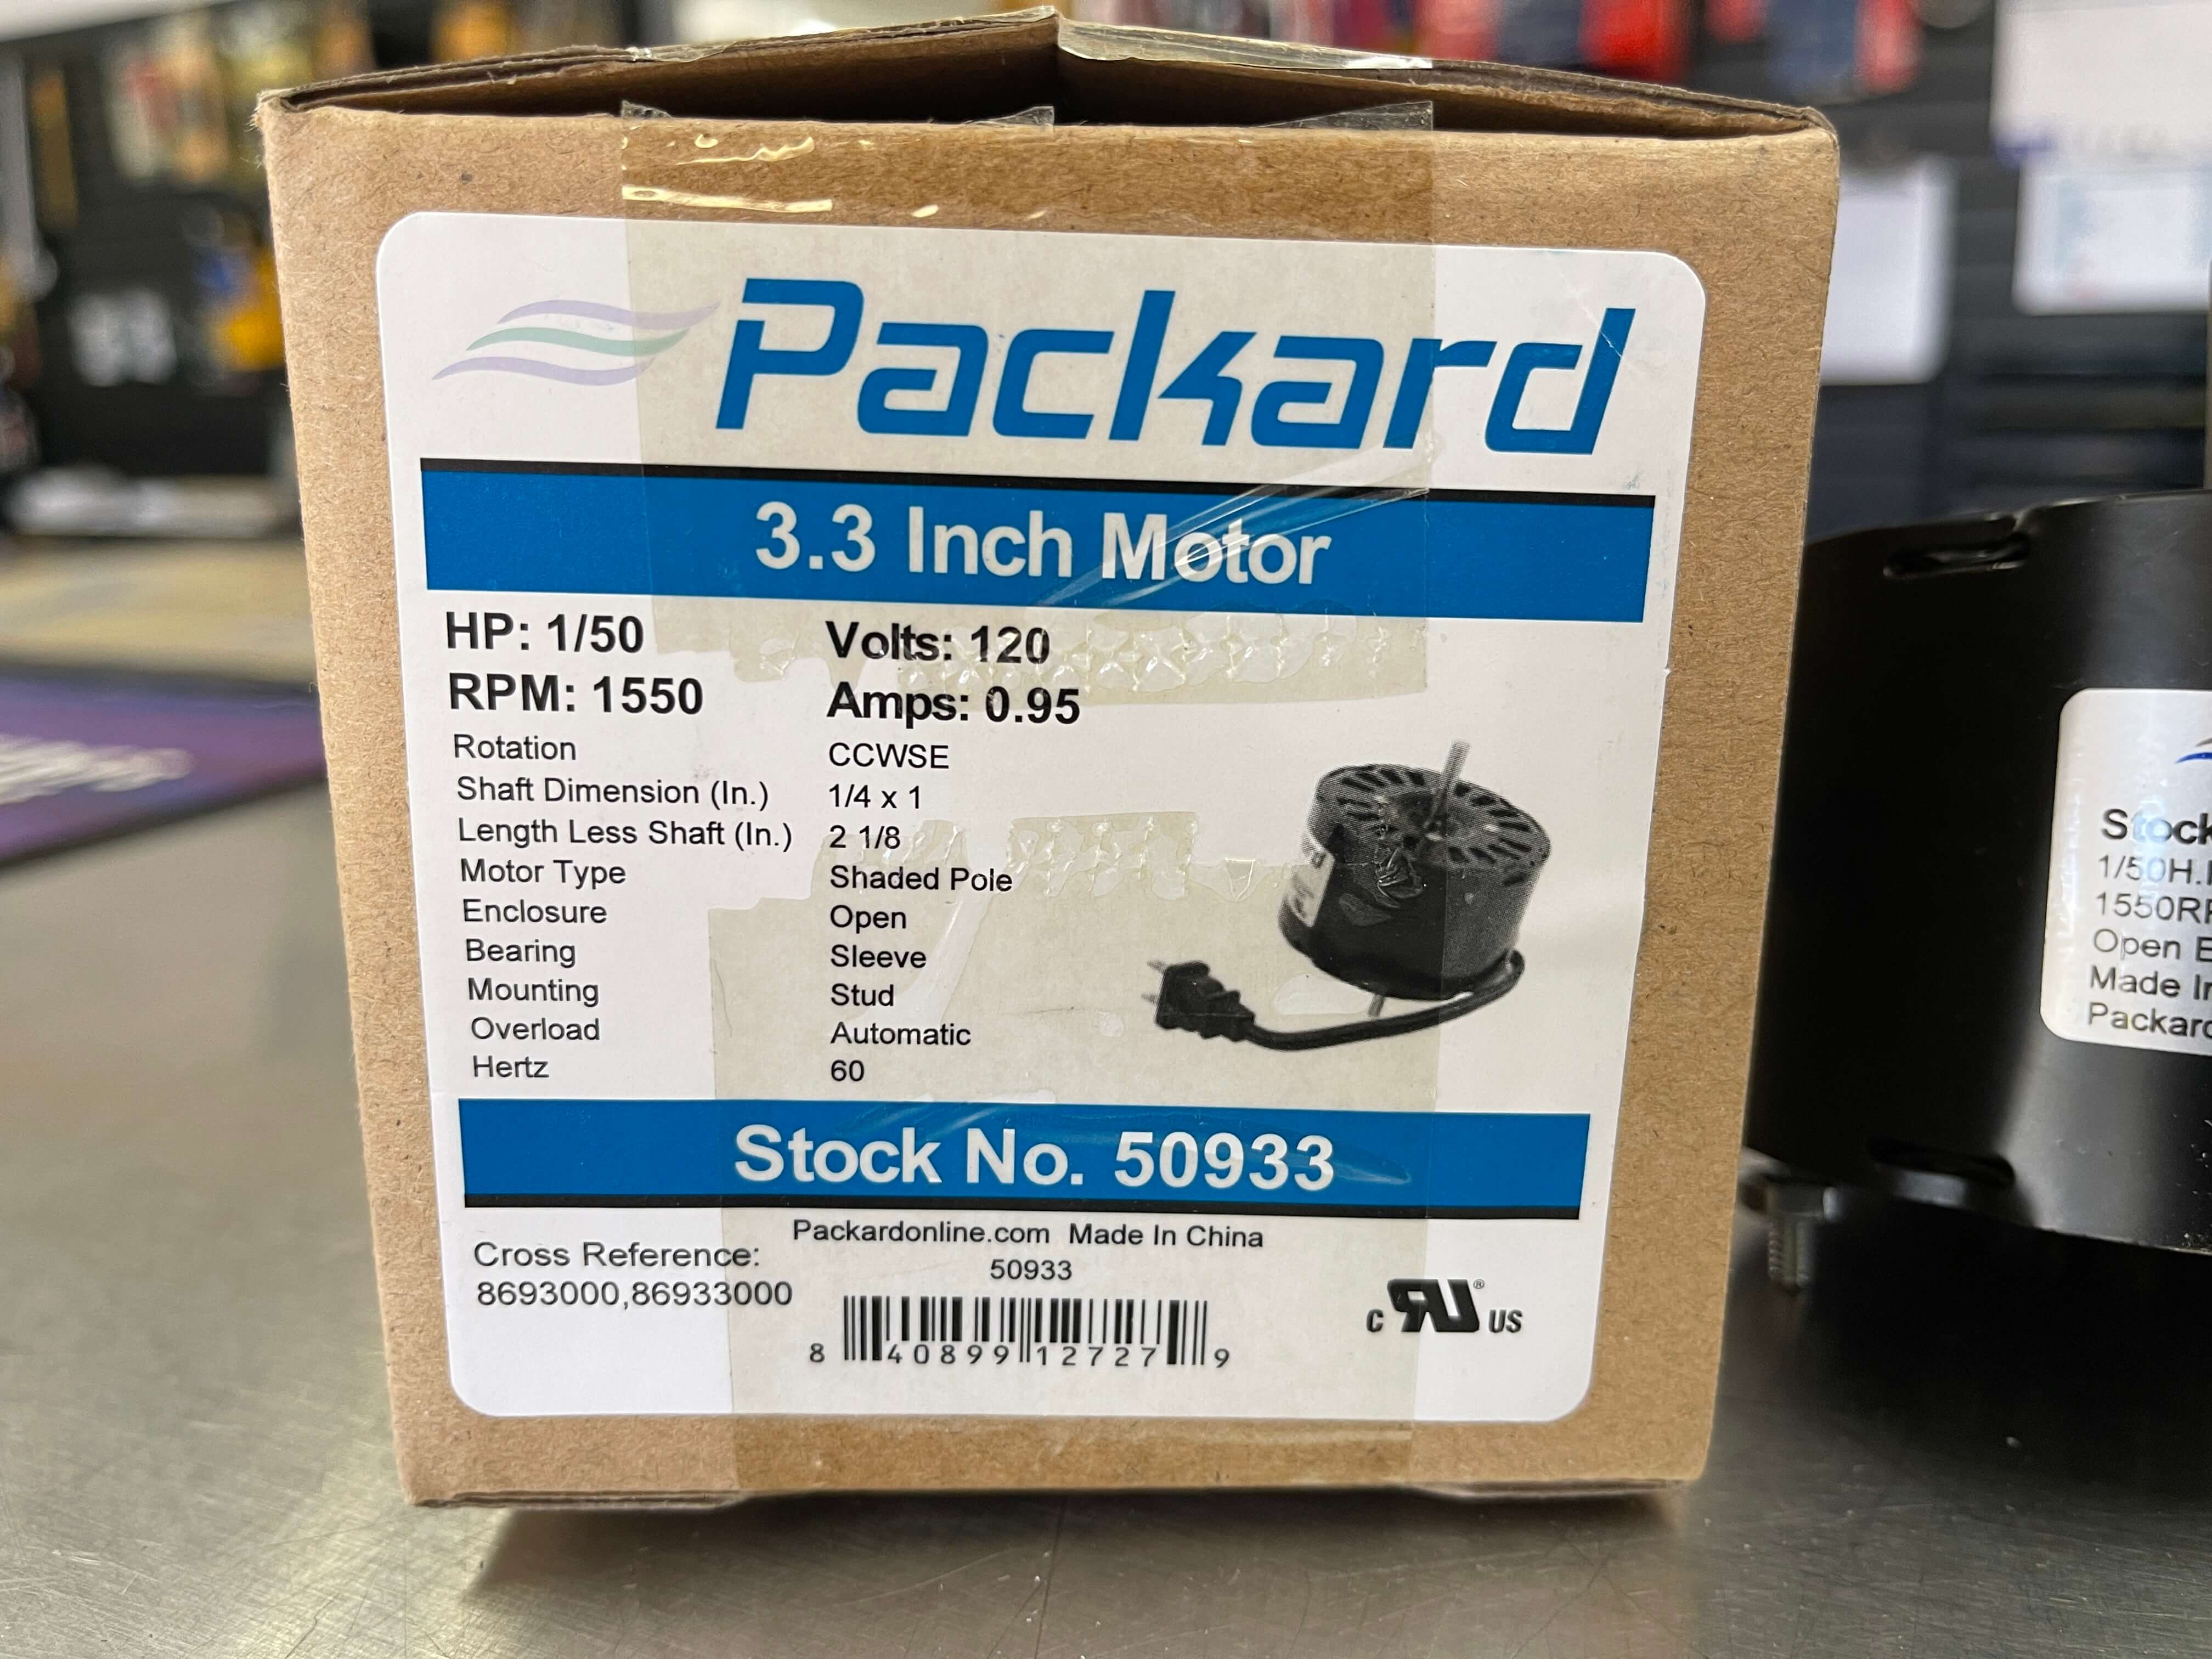 Packard
3.3 Inch Motor
HP: 1/50 Volts: 120
RPM: 1550 Amps: 0.95
Rotation CCWSE
Shaft Dimension (In.) 1/4 x 1
Length Less Shaft (In.) 2 1/8
Motor Type Shaded Pole
Enclosure Open
Bearing Sleeve
Mounting Stud
Overload Automatic
Hertz 60
Stock No. 50933
Packardonline.com Made In China
Cross Reference:
8693000,86933000
50933
8 40899 12727 9
c RU ® US
Stock
1/50H.
1550R
Open E
Made I
Packard